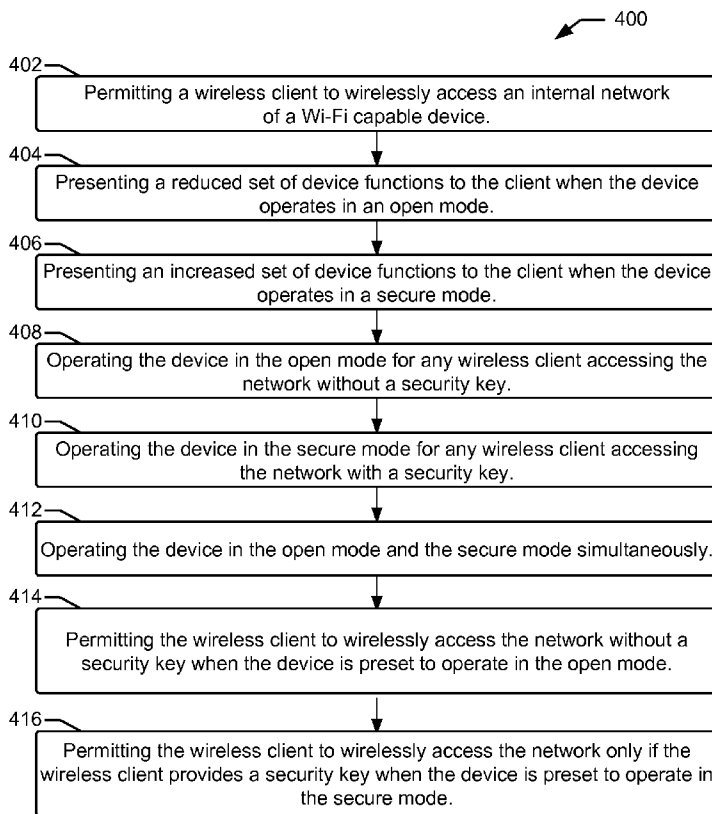 400
402
Permitting a wireless client to wirelessly access an internal network
of a Wi-Fi capable device.
404
Presenting a reduced set of device functions to the client when the device
operates in an open mode.
406
Presenting an increased set of device functions to the client when the device
operates in a secure mode.
408
Operating the device in the open mode for any wireless client accessing the
network without a security key.
410
Operating the device in the secure mode for any wireless client accessing
the network with a security key.
412
Operating the device in the open mode and the secure mode simultaneously.
414
Permitting the wireless client to wirelessly access the network without a
security key when the device is preset to operate in the open mode.
416
Permitting the wireless client to wirelessly access the network only if the
wireless client provides a security key when the device is preset to operate in
the secure mode.